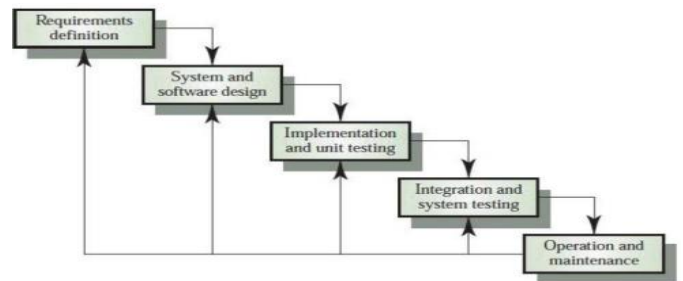 Requirements
definition
System and
software design
Implementation
and unit testing
Integration and
system testing
Operation and
maintenance